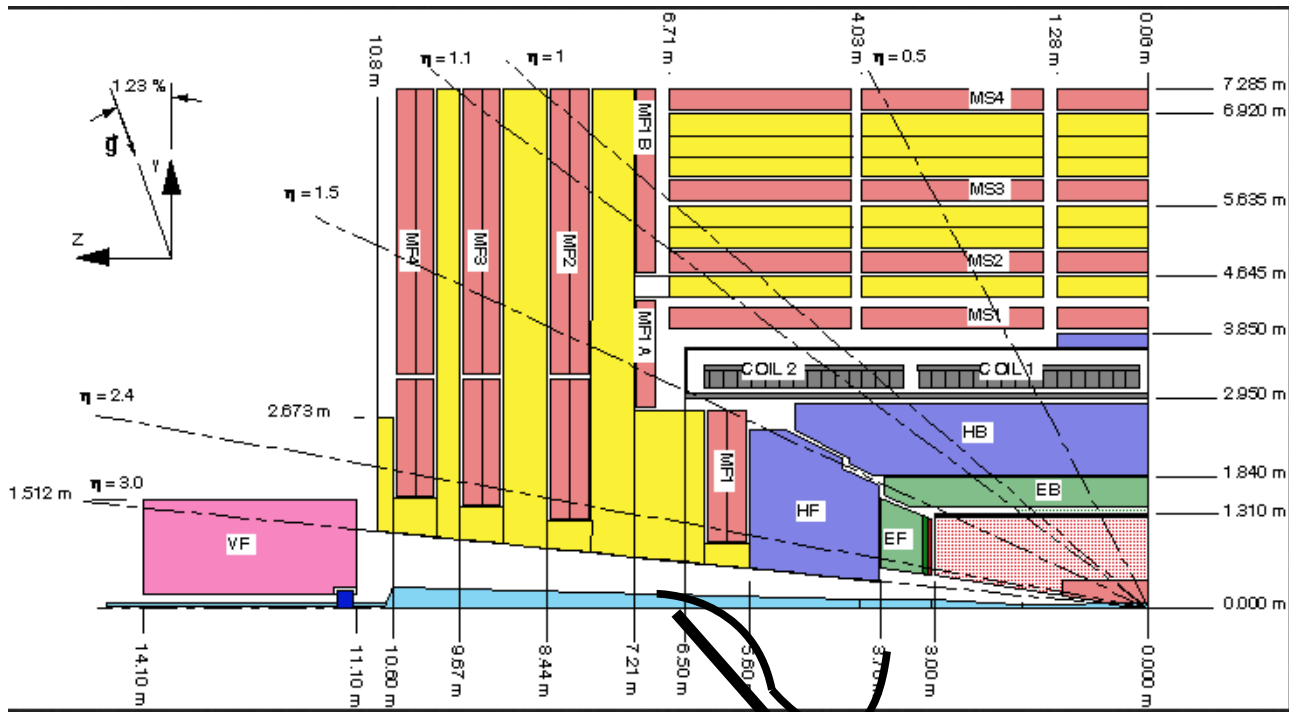 6.71 m
4.03 m
1.28 m
0.00 m
10.8 m
η = 1.1
η = 1
η = 0.5
1.23 %
g
Y
Z
7.285 m
6.920 m
5.635 m
4.645 m
3.850 m
2.950 m
1.840 m
1.310 m
0.000 m
MS4
MS3
MS2
MS1
MF1 B
MF1 A
MF4
MF3
MF2
MF1
η = 1.5
COIL 2
COIL 1
η = 2.4
2.673 m
HB
η = 3.0
1.512 m
EB
HF
EF
VF
14.10 m
11.10 m
10.60 m
9.67 m
8.44 m
7.21 m
6.50 m
5.60 m
3.00 m
0.000 m